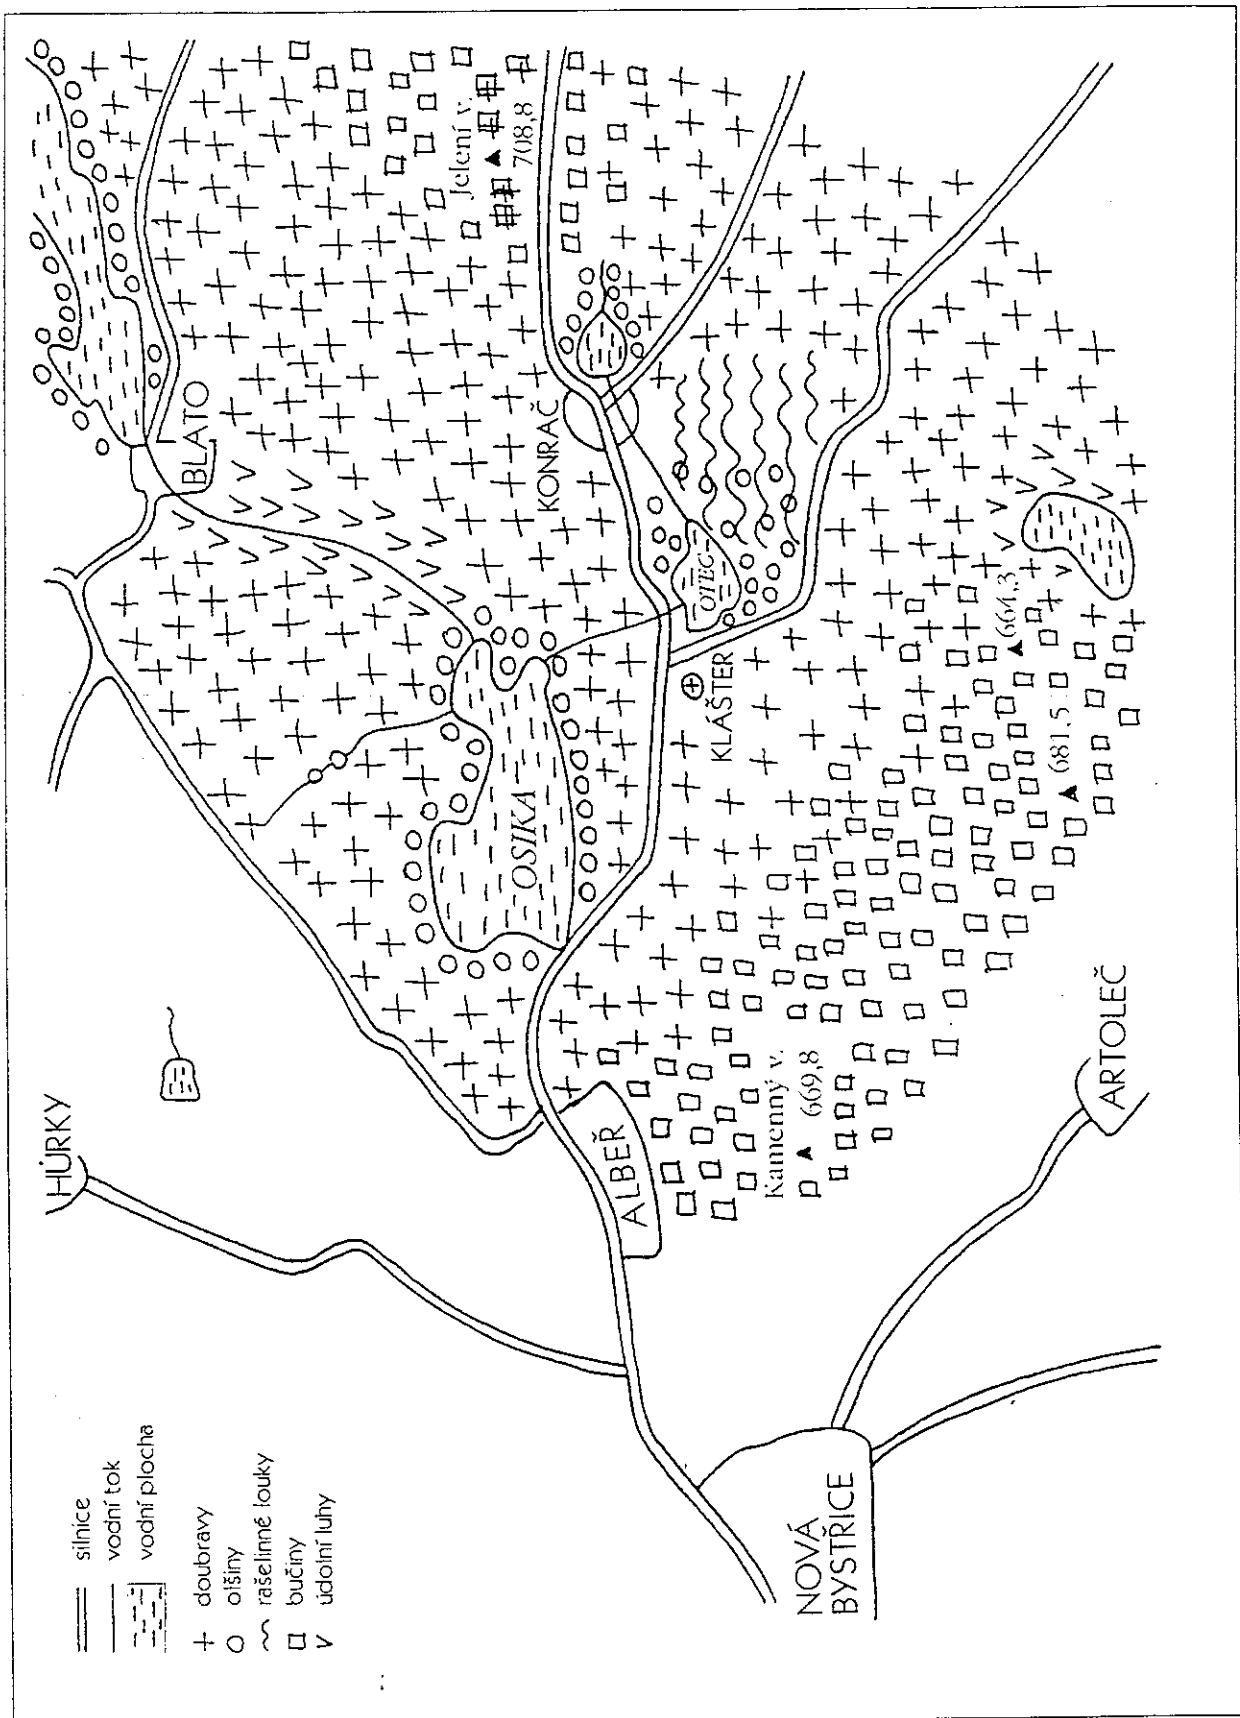 silnice
vodní tok
vodní plocha
doubravy
olšiny
rašelinné louky
bučiny
údolní luhy
HŮRKY
BLATO
OSIKA
Jelení v.
708,8
KONRÁČ
OTEC
KLÁŠTER
ALBEŘ
Kamenný v.
669,8
664,3
681.5
NOVÁ
BYSTŘICE
ARTOLEČ